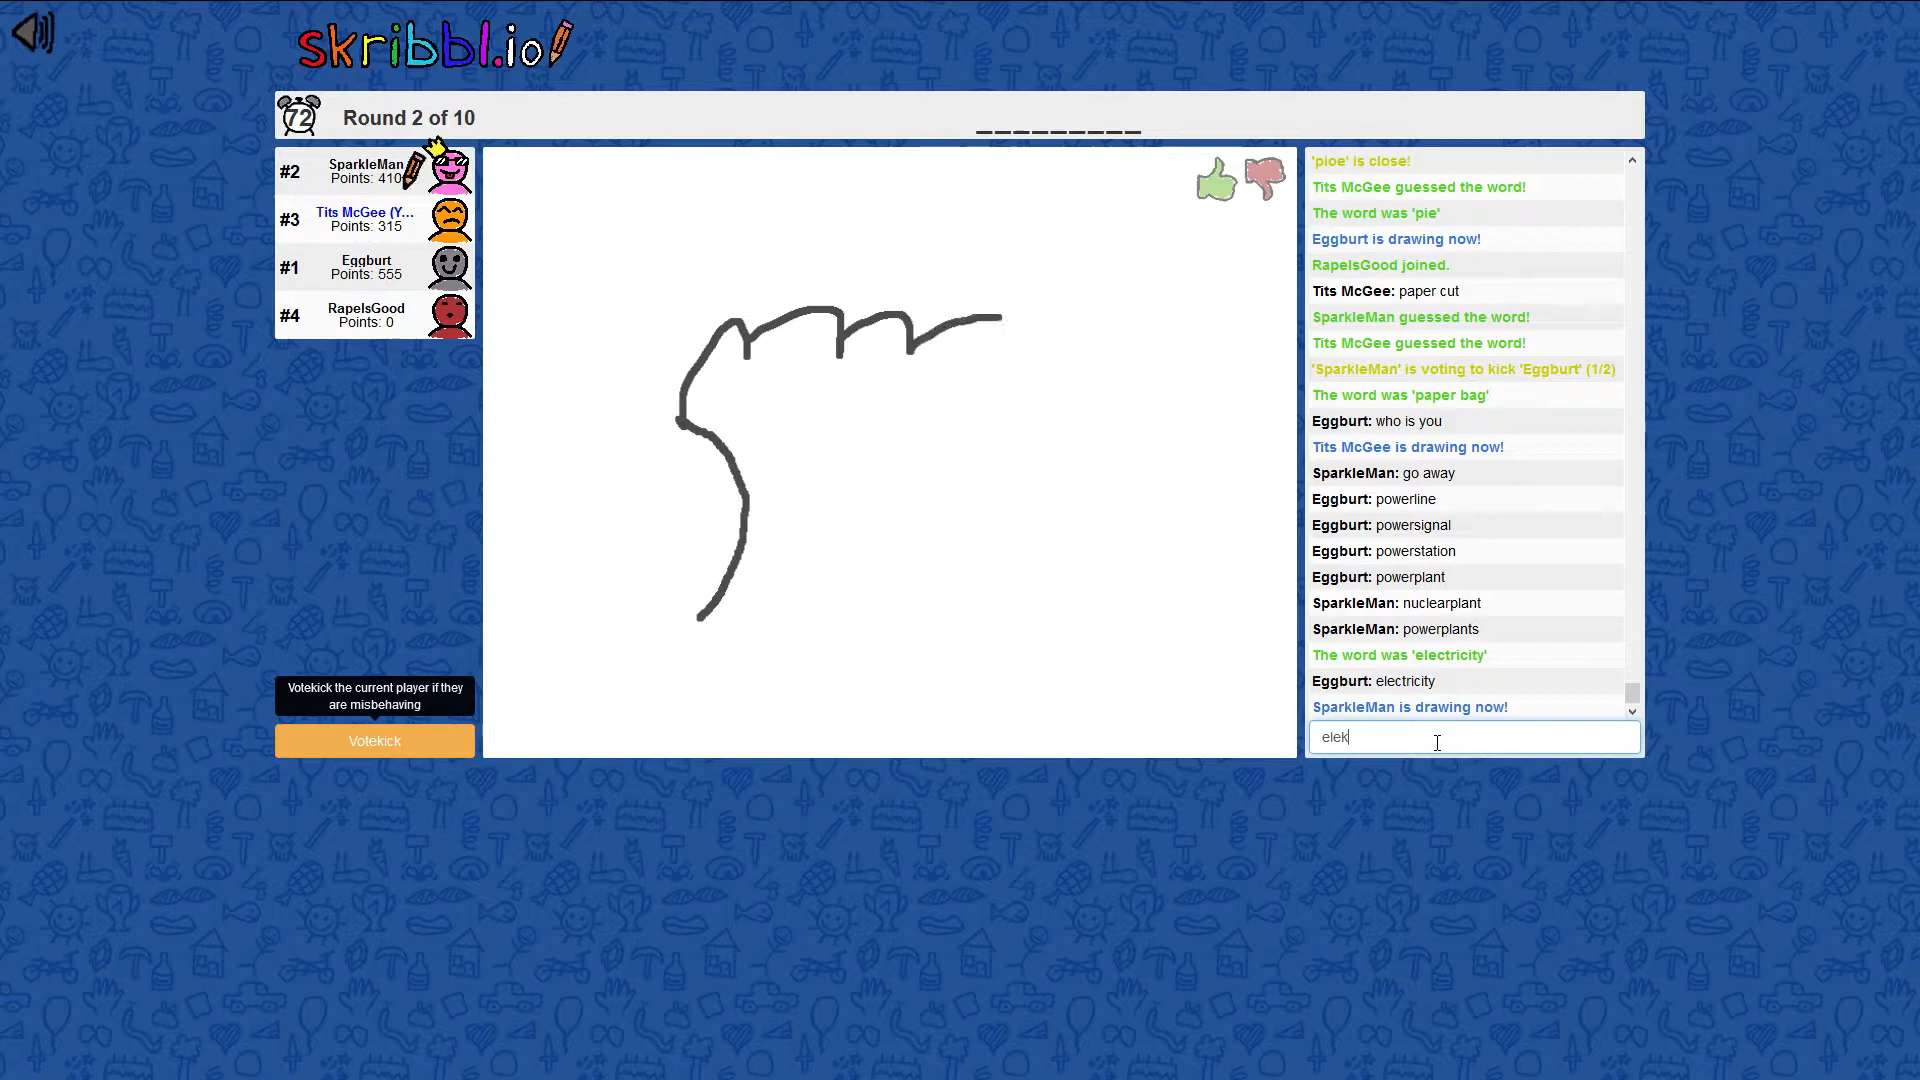 skribbl.io
72
Round 2 of 10
_________
#2
SparkleMan
Points: 410
#3
Tits McGee (Y...
Points: 315
#1
Eggburt
Points: 555
#4
RapeIsGood
Points: 0
Votekick the current player if they
are misbehaving
Votekick
'pioe' is close!
Tits McGee guessed the word!
The word was 'pie'
Eggburt is drawing now!
RapeIsGood joined.
Tits McGee: paper cut
SparkleMan guessed the word!
Tits McGee guessed the word!
'SparkleMan' is voting to kick 'Eggburt' (1/2)
The word was 'paper bag'
Eggburt: who is you
Tits McGee is drawing now!
SparkleMan: go away
Eggburt: powerline
Eggburt: powersignal
Eggburt: powerstation
Eggburt: powerplant
SparkleMan: nuclearplant
SparkleMan: powerplants
The word was 'electricity'
Eggburt: electricity
SparkleMan is drawing now!
elek